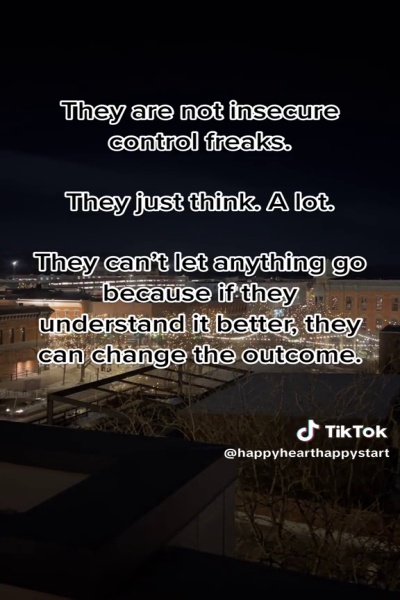 They are not insecure
control freaks.
They just think. A lot.
They can't let anything go
because if they
understand it better, they
can change the outcome.
TikTok
@happyhearthappystart